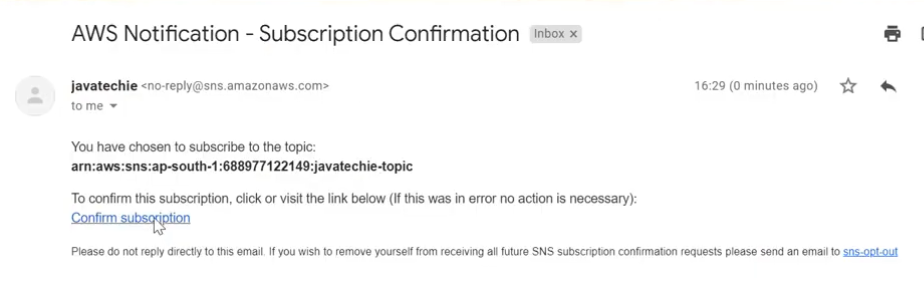 AWS Notification - Subscription Confirmation Inbox x
javatechie <no-reply@sns.amazonaws.com> 16:29 (0 minutes ago)
to me
You have chosen to subscribe to the topic:
arn:aws:sns:ap-south-1:688977122149:javatechie-topic
To confirm this subscription, click or visit the link below (If this was in error no action is necessary):
Confirm subscription
Please do not reply directly to this email. If you wish to remove yourself from receiving all future SNS subscription confirmation requests please send an email to sns-opt-out